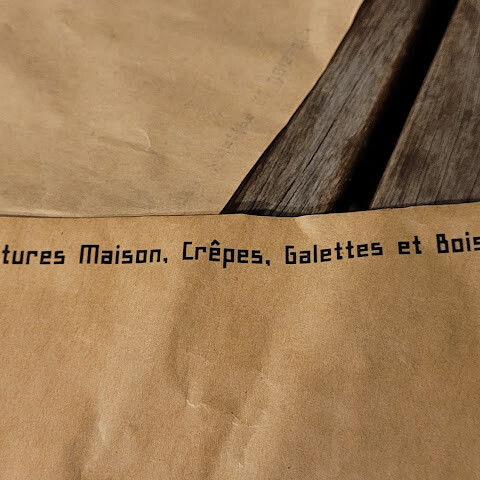 tures Maison, Crêpes, Galettes et Bois